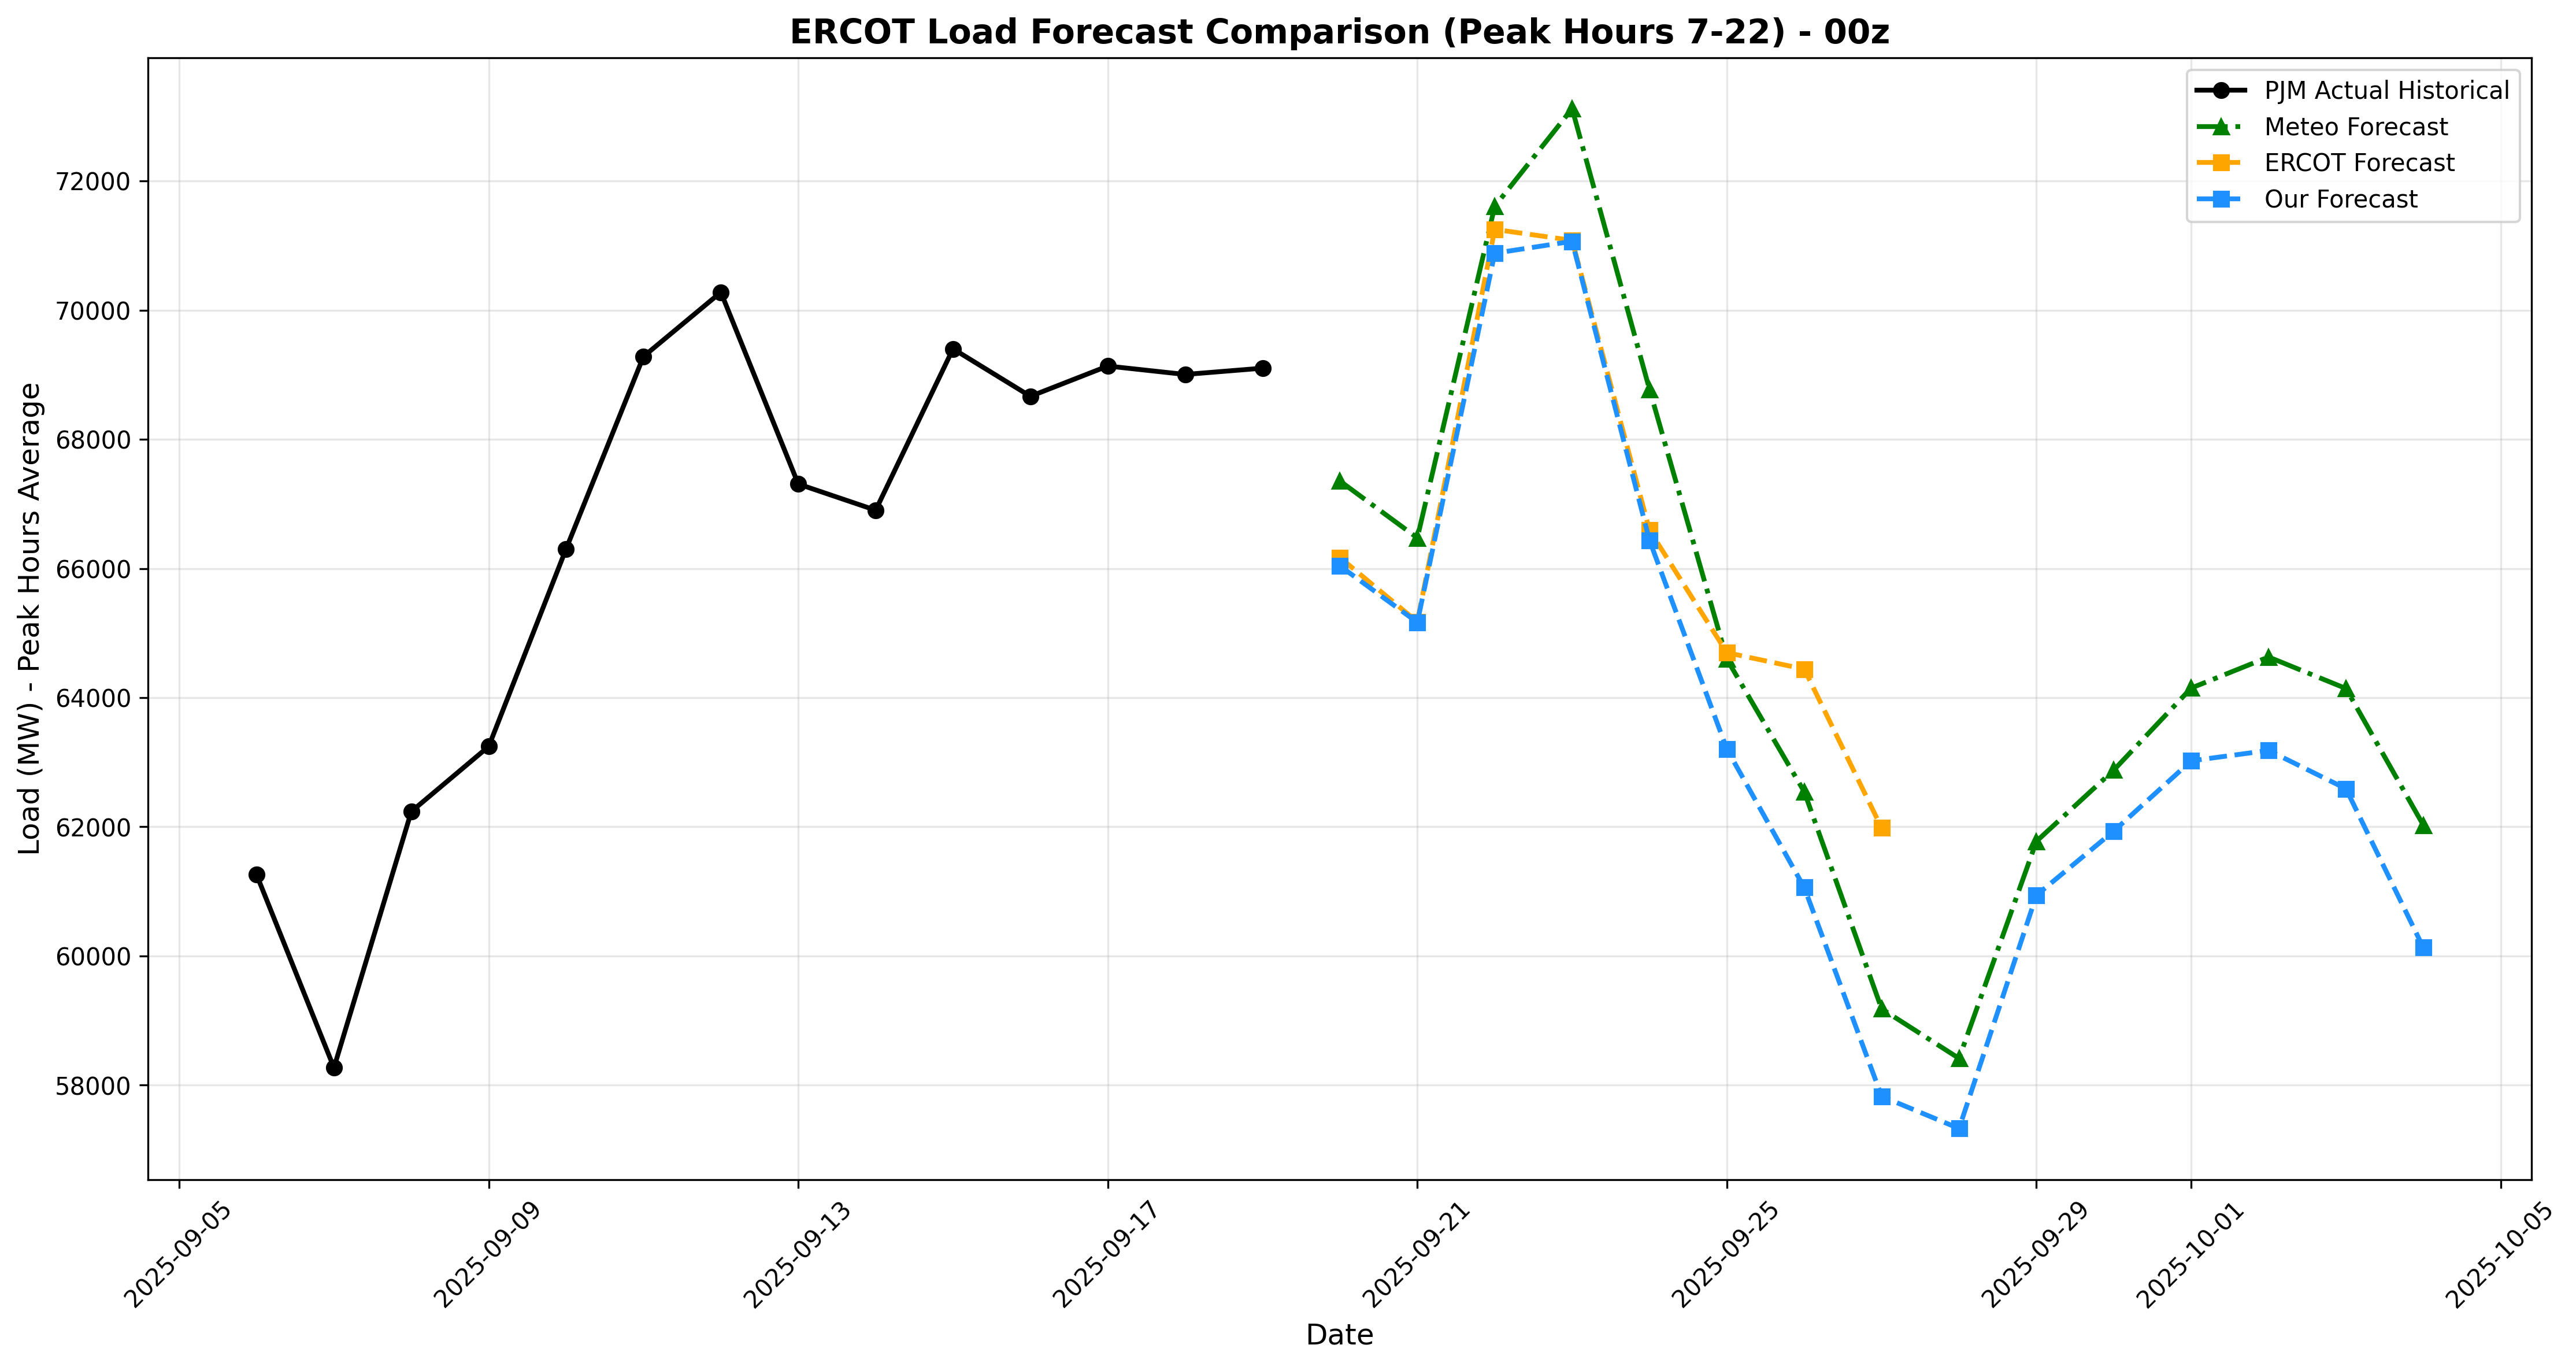 ERCOT Load Forecast Comparison (Peak Hours 7-22) - 00z
PJM Actual Historical
Meteo Forecast
ERCOT Forecast
Our Forecast
Load (MW) - Peak Hours Average
72000
70000
68000
66000
64000
62000
60000
58000
2025-09-05
2025-09-09
2025-09-13
2025-09-17
2025-09-21
2025-09-25
2025-09-29
2025-10-01
2025-10-05
Date